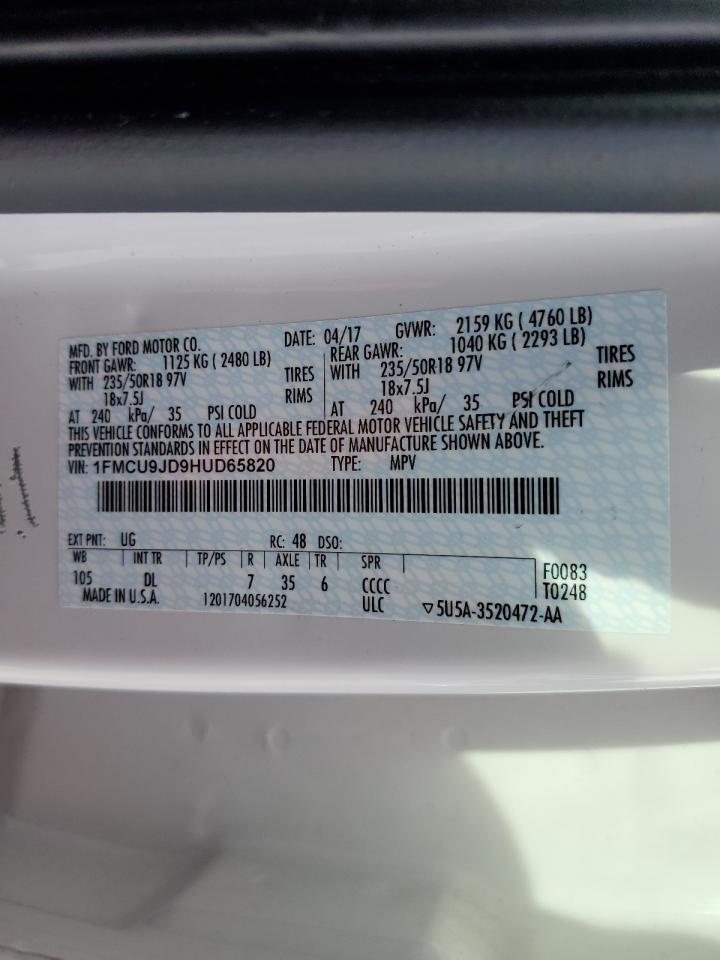 MFD. BY FORD MOTOR CO. DATE: 04/17 GVWR: 2159 KG ( 4760 LB)
FRONT GAWR: 1125 KG ( 2480 LB) REAR GAWR: 1040 KG ( 2293 LB)
WITH 235/50R18 97V TIRES WITH 235/50R18 97V TIRES
18x7.5J RIMS 18x7.5J RIMS
AT 240 kPa/ 35 PSI COLD AT 240 kPa/ 35 PSI COLD
THIS VEHICLE CONFORMS TO ALL APPLICABLE FEDERAL MOTOR VEHICLE SAFETY AND THEFT
PREVENTION STANDARDS IN EFFECT ON THE DATE OF MANUFACTURE SHOWN ABOVE.
VIN: 1FMCU9JD9HUD65820 TYPE: MPV
EXT PNT: UG RC: 48 DSO:
WB INT TR TP/PS R AXLE TR SPR
105 DL 7 35 6 CCCC F0083
MADE IN U.S.A. 1201704056252 ULC ▽5U5A-3520472-AA T0248